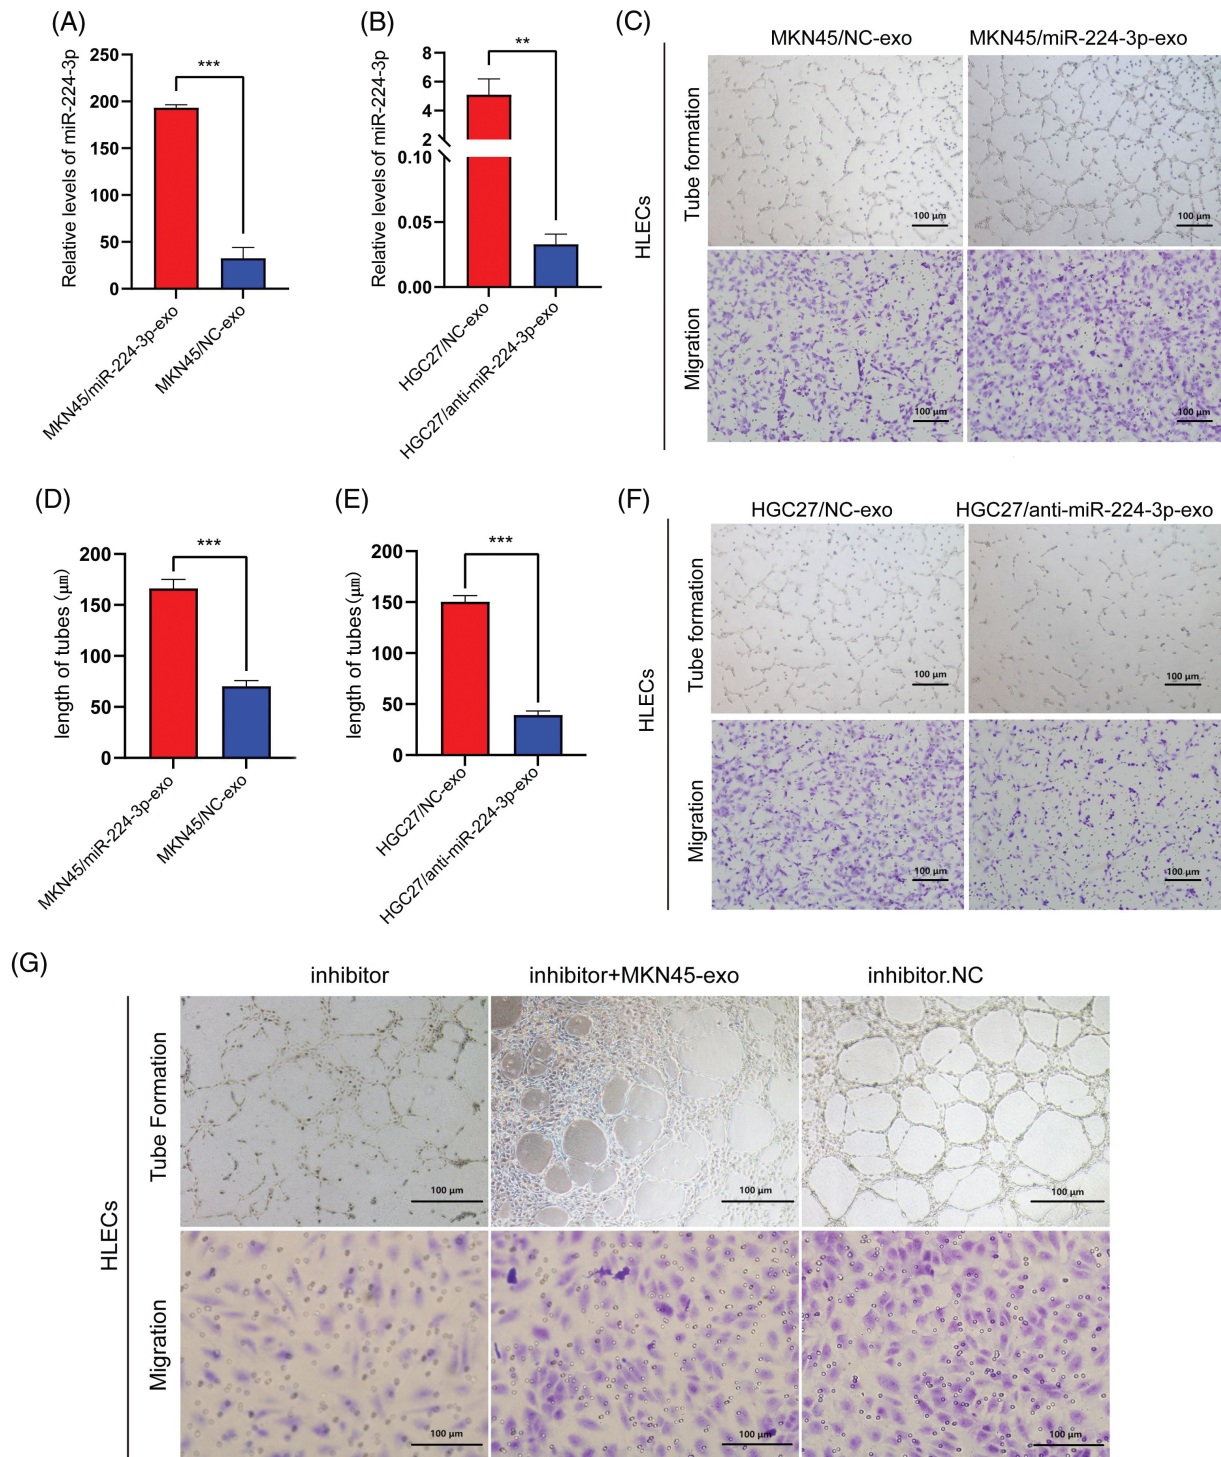 (A)
Relative levels of miR-224-3p
250
200
150
100
50
0
***
MKN45/miR-224-3p-exo
MKN45/NC-exo
(B)
Relative levels of miR-224-3p
8
6
4
2
0.10
0.05
0.00
**
HGC27/NC-exo
HGC27/anti-miR-224-3p-exo
(C)
MKN45/NC-exo
MKN45/miR-224-3p-exo
HLECs
Tube formation
100 μm
100 μm
Migration
100 μm
100 μm
(D)
length of tubes (μm)
200
150
100
50
0
***
MKN45/miR-224-3p-exo
MKN45/NC-exo
(E)
length of tubes (μm)
200
150
100
50
0
***
HGC27/NC-exo
HGC27/anti-miR-224-3p-exo
(F)
HGC27/NC-exo
HGC27/anti-miR-224-3p-exo
HLECs
Tube formation
100 μm
100 μm
Migration
100 μm
100 μm
(G)
inhibitor
inhibitor+MKN45-exo
inhibitor.NC
HLECs
Tube Formation
100 μm
100 μm
100 μm
Migration
100 μm
100 μm
100 μm